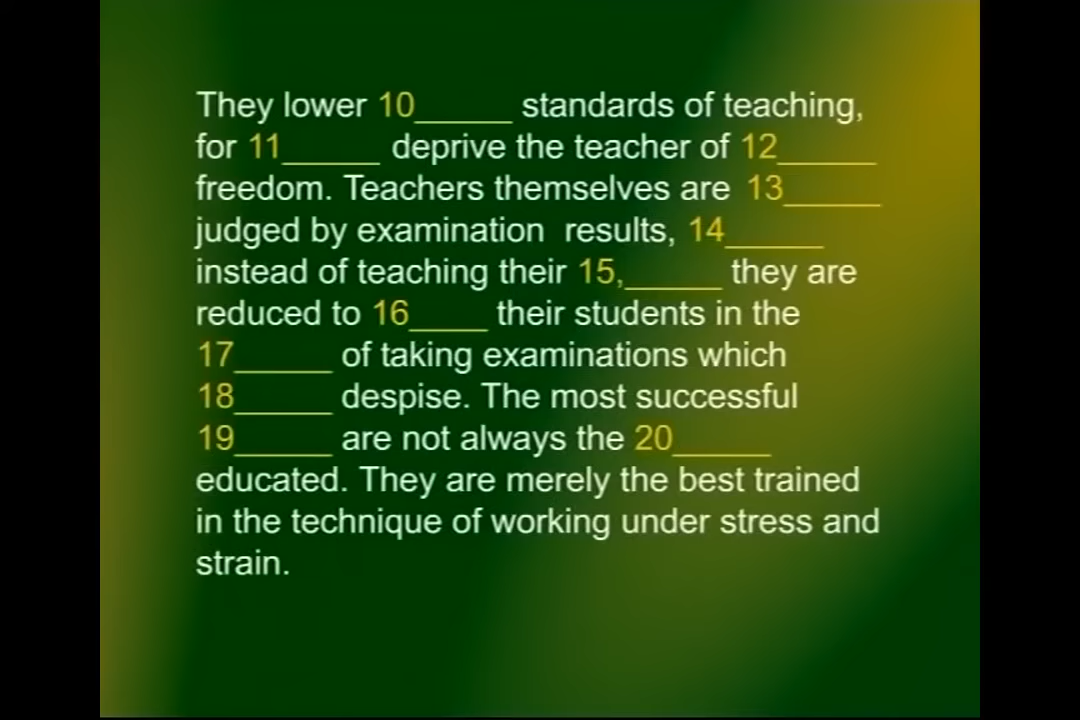 They lower 10_____ standards of teaching,
for 11_____ deprive the teacher of 12_____
freedom. Teachers themselves are 13_____
judged by examination results, 14_____
instead of teaching their 15,_____ they are
reduced to 16____ their students in the
17_____ of taking examinations which
18_____ despise. The most successful
19_____ are not always the 20_____
educated. They are merely the best trained
in the technique of working under stress and
strain.